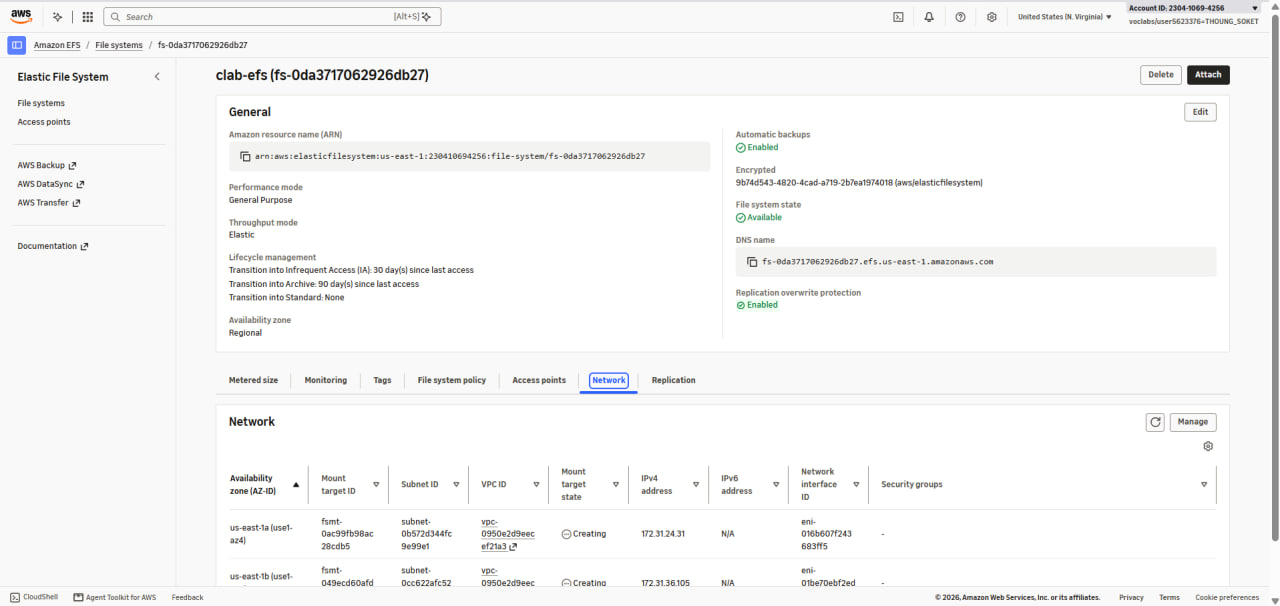 aws
Search
[Alt+S]
United States (N. Virginia)
Account ID: 2304-1069-4256
voclabs/user5623376=THOUNG_SOKET
Amazon EFS / File systems / fs-0da3717062926db27
Elastic File System
File systems
Access points
AWS Backup
AWS DataSync
AWS Transfer
Documentation
clab-efs (fs-0da3717062926db27)
Delete
Attach
General
Edit
Amazon resource name (ARN)
arn:aws:elasticfilesystem:us-east-1:230410694256:file-system/fs-0da3717062926db27
Performance mode
General Purpose
Throughput mode
Elastic
Lifecycle management
Transition into Infrequent Access (IA): 30 day(s) since last access
Transition into Archive: 90 day(s) since last access
Transition into Standard: None
Availability zone
Regional
Automatic backups
Enabled
Encrypted
9b74d543-4820-4cad-a719-2b7ea1974018 (aws/elasticfilesystem)
File system state
Available
DNS name
fs-0da3717062926db27.efs.us-east-1.amazonaws.com
Replication overwrite protection
Enabled
Metered size
Monitoring
Tags
File system policy
Access points
Network
Replication
Network
Manage
Availability
zone (AZ-ID)
Mount
target ID
Subnet ID
VPC ID
Mount
target
state
IPv4
address
IPv6
address
Network
interface
ID
Security groups
us-east-1a (use1-
az4)
fsmt-
0ac99fb98ac
28cdb5
subnet-
0b572d344fc
9e99e1
vpc-
0950e2d9eec
ef21a3
Creating
172.31.24.31
N/A
eni-
016b607f243
683ff5
-
us-east-1b (use1-
fsmt-
049ecd60afd
subnet-
0cc622afc52
vpc-
0950e2d9eec
Creating
172.31.36.105
N/A
eni-
01be70ebf2ed
-
CloudShell
Agent Toolkit for AWS
Feedback
© 2026, Amazon Web Services, Inc. or its affiliates.
Privacy
Terms
Cookie preferences